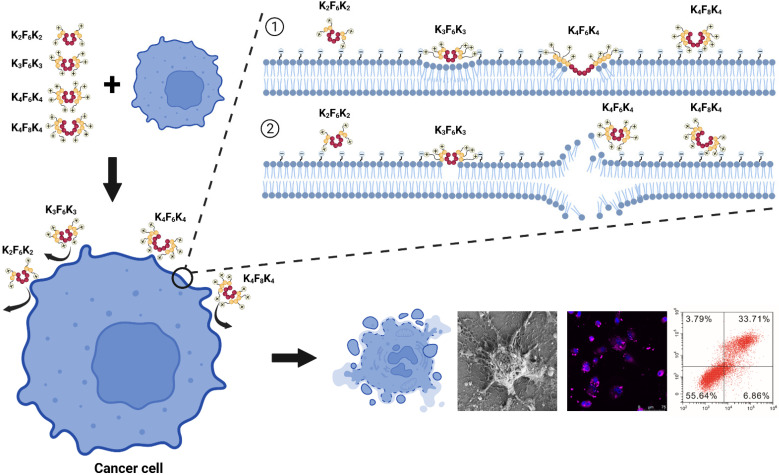 K₂F₆K₂
K₃F₆K₃
K₄F₆K₄
K₄F₈K₄
+
1
K₂F₆K₂
K₃F₆K₃
K₄F₆K₄
K₄F₈K₄
2
K₂F₆K₂
K₃F₆K₃
K₄F₆K₄
K₄F₈K₄
K₃F₆K₃
K₄F₆K₄
K₂F₆K₂
K₄F₈K₄
Cancer cell
3.79% 33.71%
55.64% 6.86%